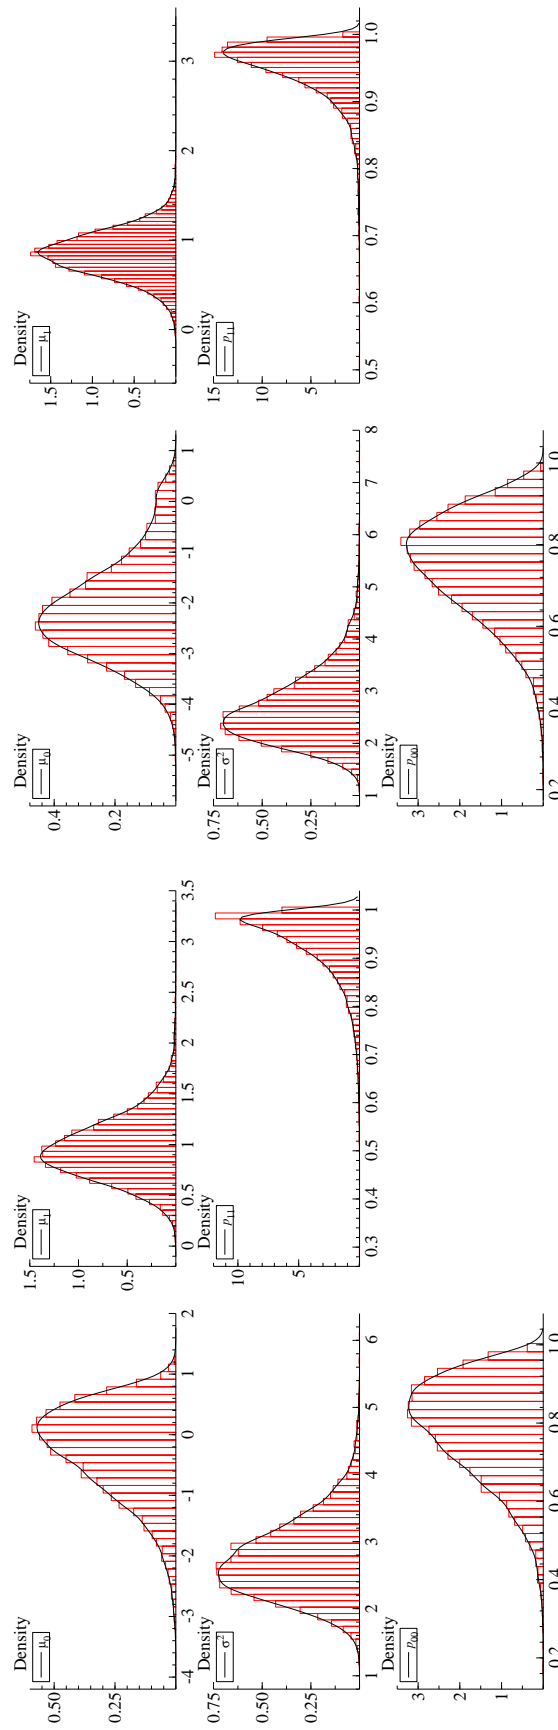 Density
μ0
0.50
0.25
-4 -3 -2 -1 0 1 2
Density
μ1
1.5
1.0
0.5
0 0.5 1 1.5 2 2.5 3 3.5
Density
σ²
0.75
0.50
0.25
1 2 3 4 5 6
Density
p11
10
5
0.3 0.4 0.5 0.6 0.7 0.8 0.9 1
Density
p00
3
2
1
0.2 0.4 0.6 0.8 1.0
Density
μ0
0.4
0.2
-5 -4 -3 -2 -1 0 1
Density
μ1
1.5
1.0
0.5
0 1 2 3
Density
σ²
0.75
0.50
0.25
1 2 3 4 5 6 7 8
Density
p11
15
10
5
0.5 0.6 0.7 0.8 0.9 1.0
Density
p00
3
2
1
0.2 0.4 0.6 0.8 1.0